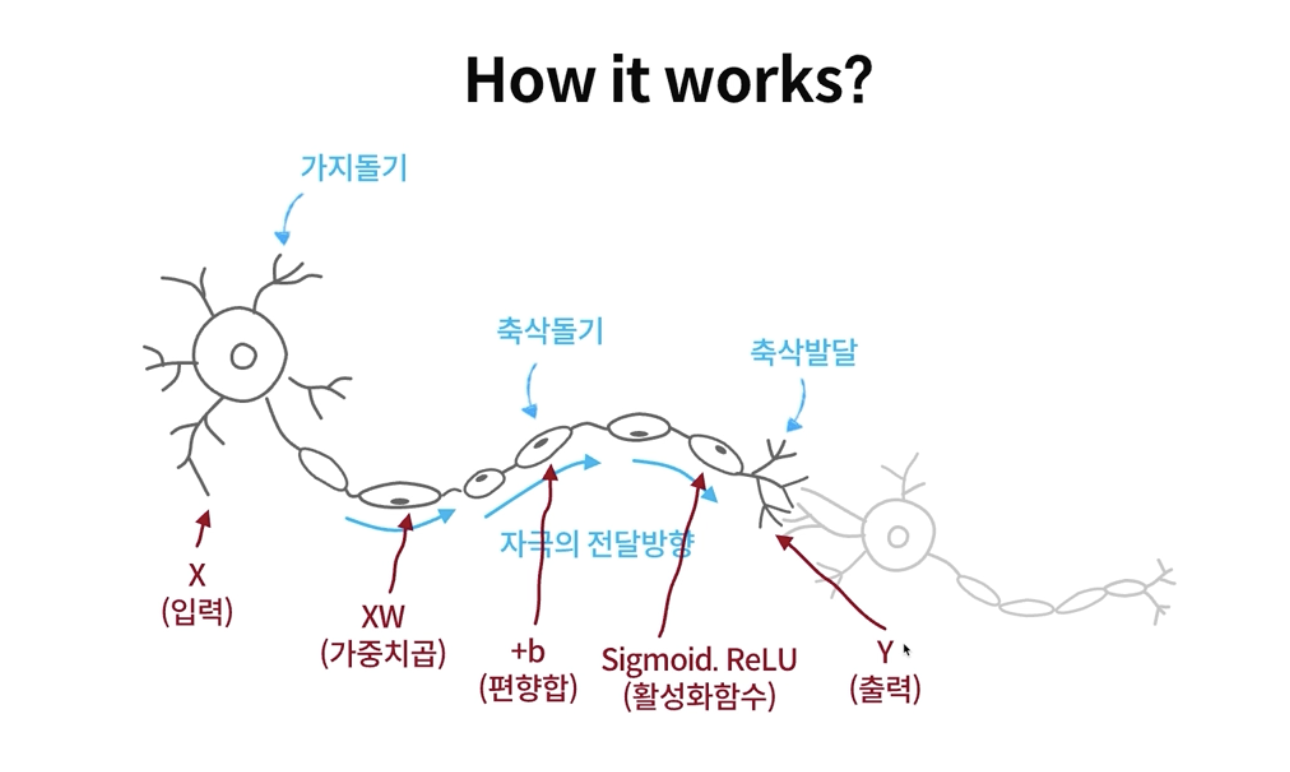 How it works?
가지돌기
축삭돌기
축삭발달
자극의 전달방향
X
(입력)
XW
(가중치곱)
+b
(편향합)
Sigmoid. ReLU
(활성화함수)
Y
(출력)